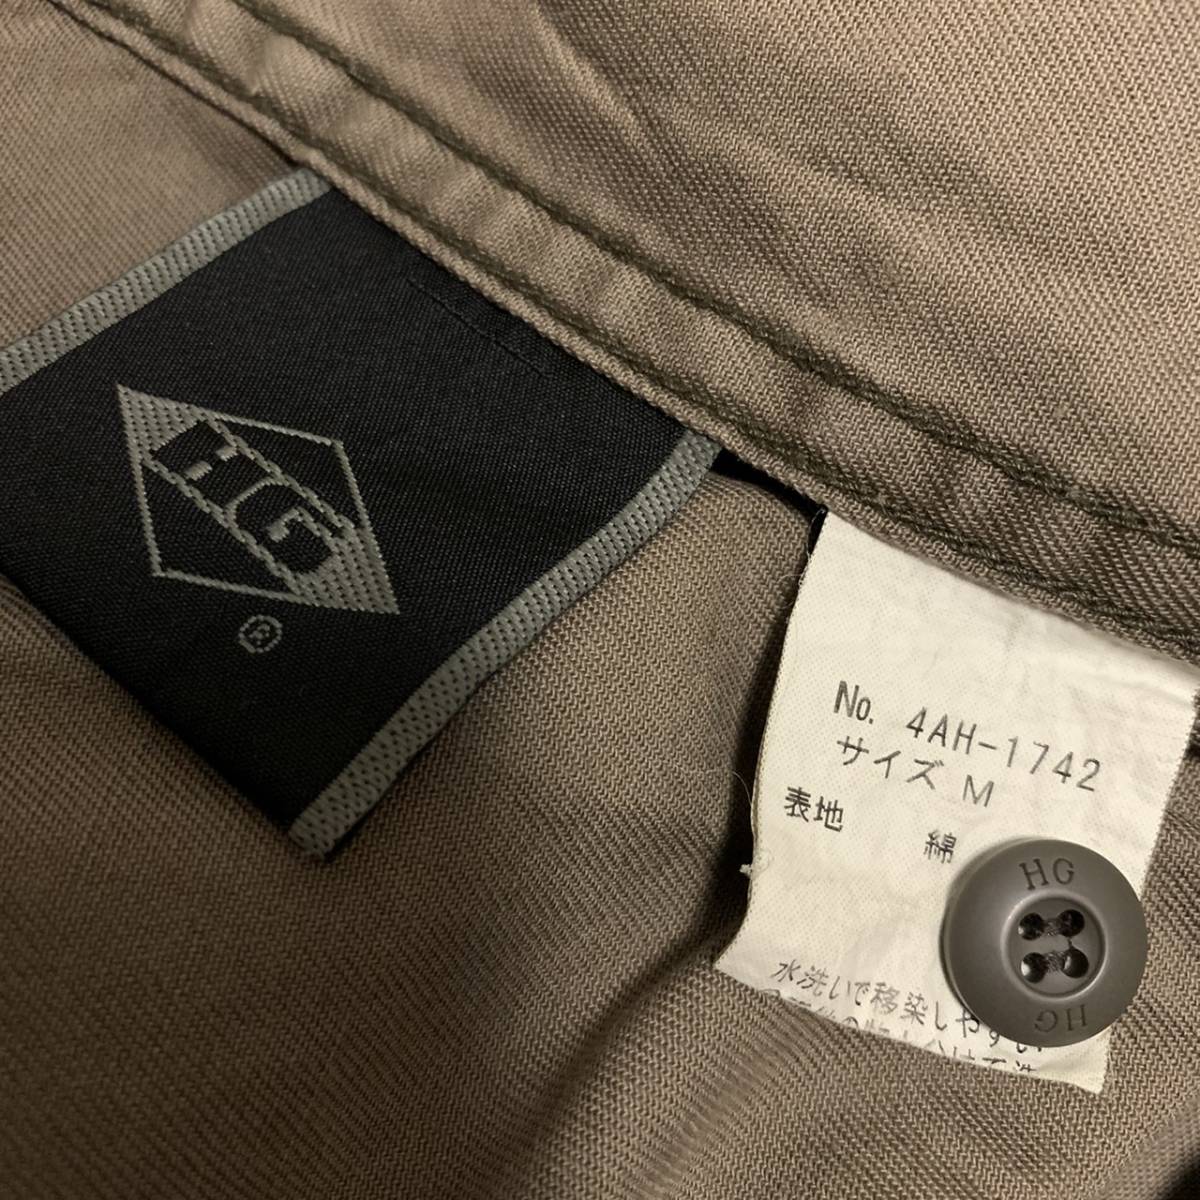 HG
®
No. 4AH-1742
サイズ M
表地 綿
HG
HG
水洗いで移染しやすい